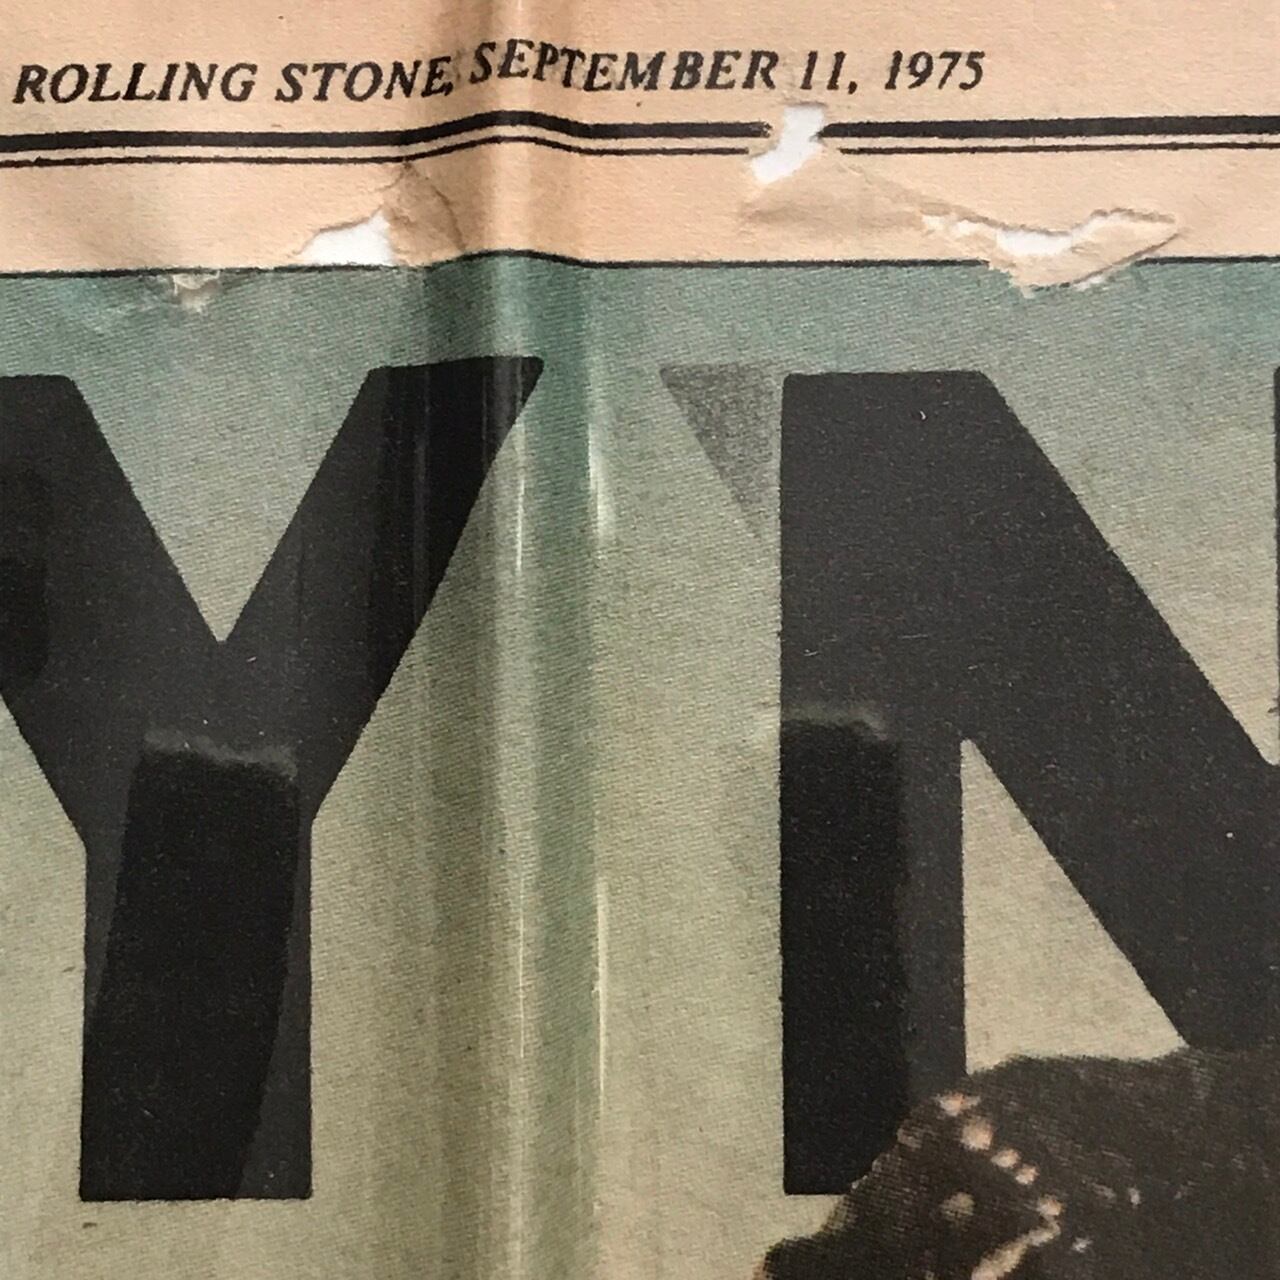 ROLLING STONE, SEPTEMBER 11, 1975
YN